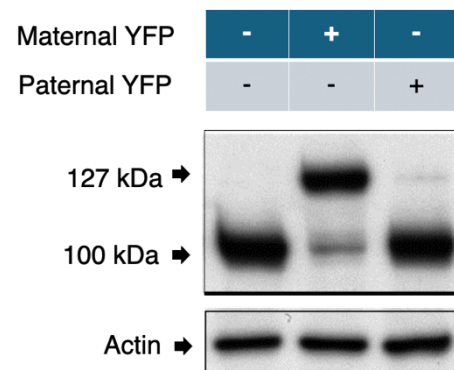 Maternal YFP - + -
Paternal YFP - - +
127 kDa
100 kDa
Actin